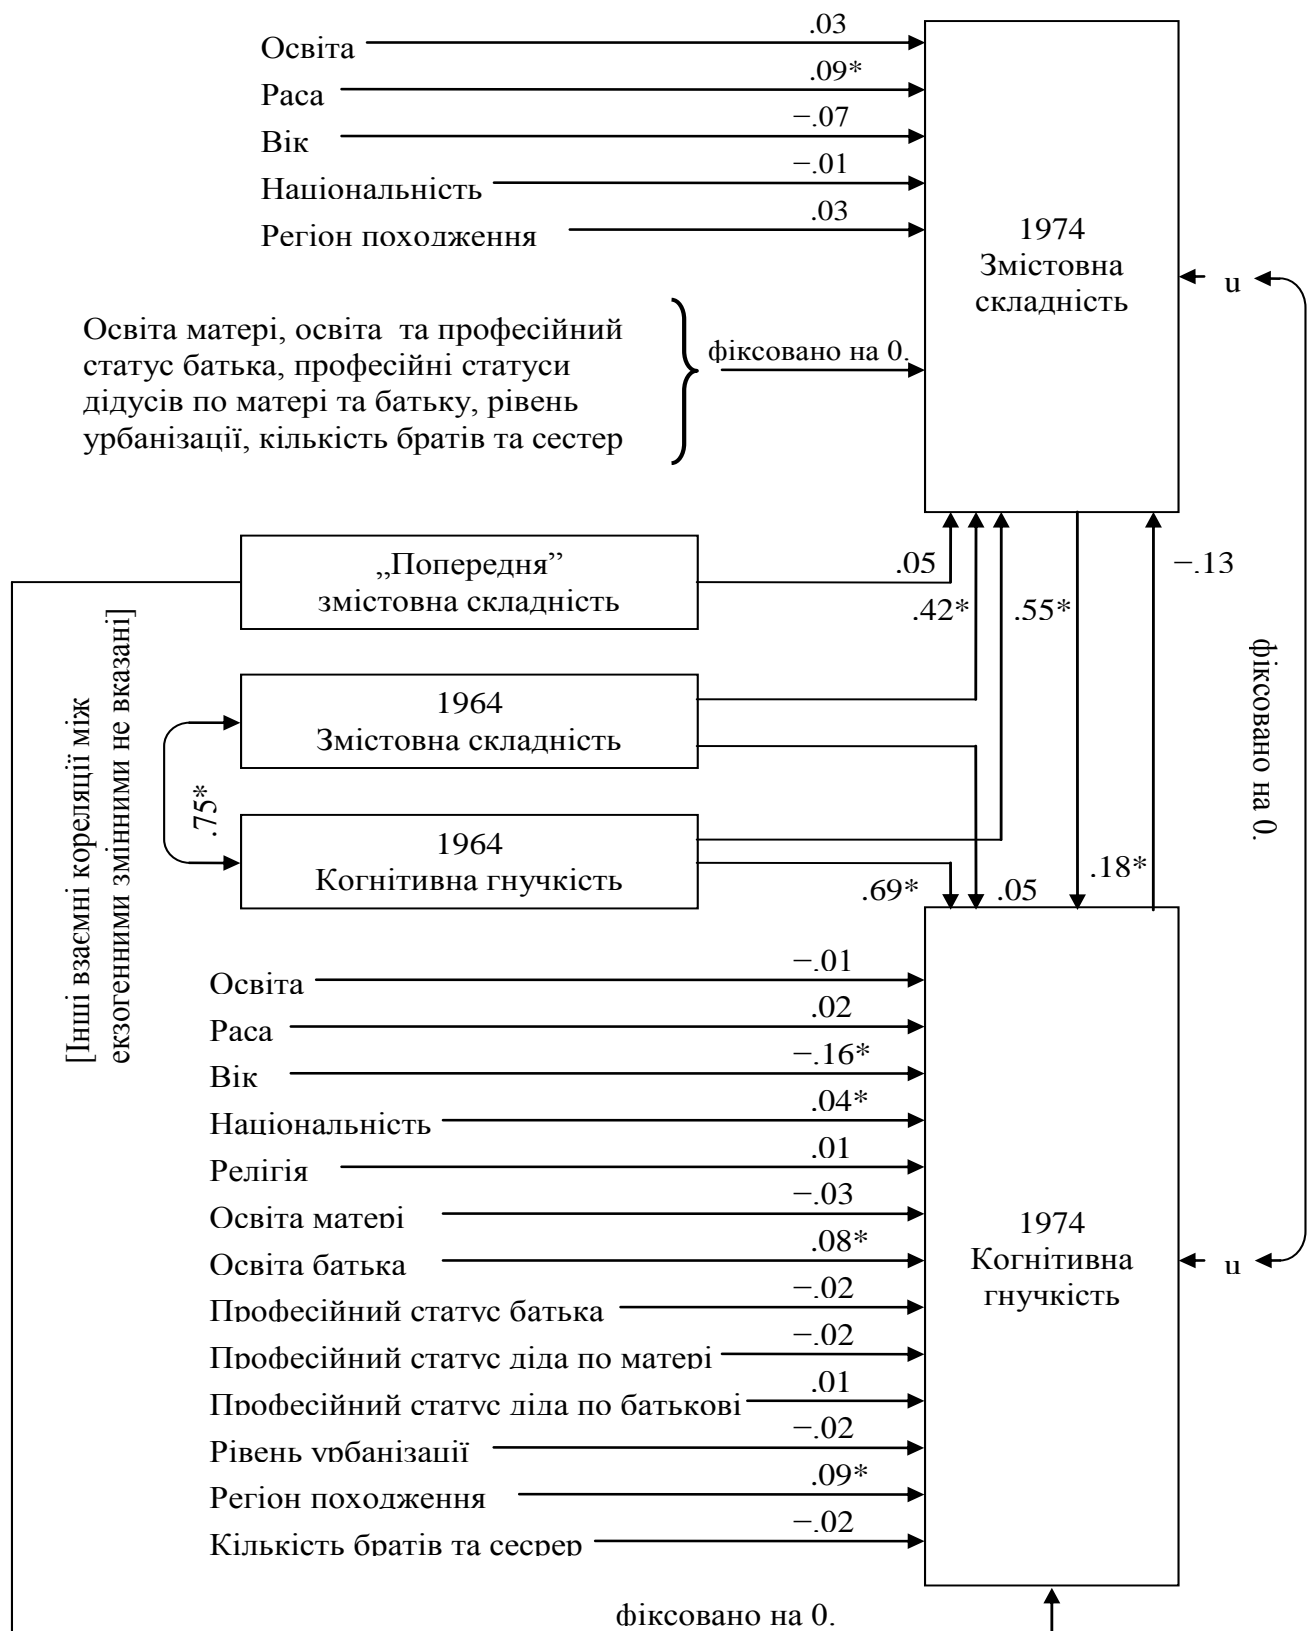 .03
Освіта
.09*
Раса
−.07
Вік
−.01
Національність
.03
Регіон походження
1974
Змістовна
складність
u
Освіта матері, освіта та професійний
статус батька, професійні статуси
дідусів по матері та батьку, рівень
урбанізації, кількість братів та сестер
фіксовано на 0.
„Попередня”
змістовна складність
.05
−.13
.42*
.55*
фіксовано на 0.
[Інші взаємні кореляції між
екзогенними змінними не вказані]
1964
Змістовна складність
.75*
1964
Когнітивна гнучкість
.69*
.05
.18*
−.01
Освіта
.02
Раса
−.16*
Вік
.04*
Національність
.01
Релігія
−.03
Освіта матері
.08*
Освіта батька
−.02
Професійний статус батька
−.02
Професійний статус діда по матері
.01
Професійний статус діда по батькові
−.02
Рівень урбанізації
.09*
Регіон походження
−.02
Кількість братів та сесрер
1974
Когнітивна
гнучкість
u
фіксовано на 0.